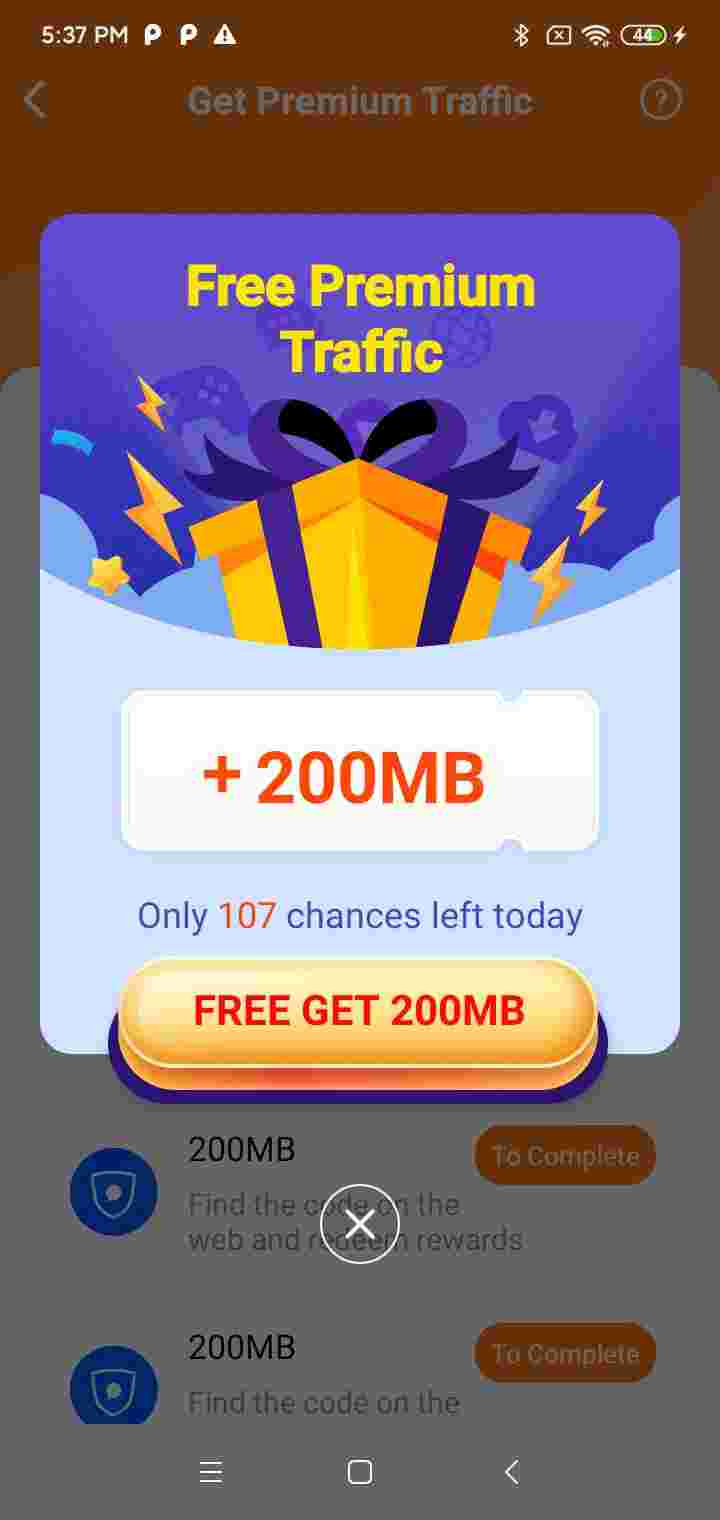 5:37 PM
44
Get Premium Traffic
?
Free Premium
Traffic
+ 200MB
Only 107 chances left today
FREE GET 200MB
200MB
To Complete
Find the code on the
web and redeem rewards
200MB
To Complete
Find the code on the